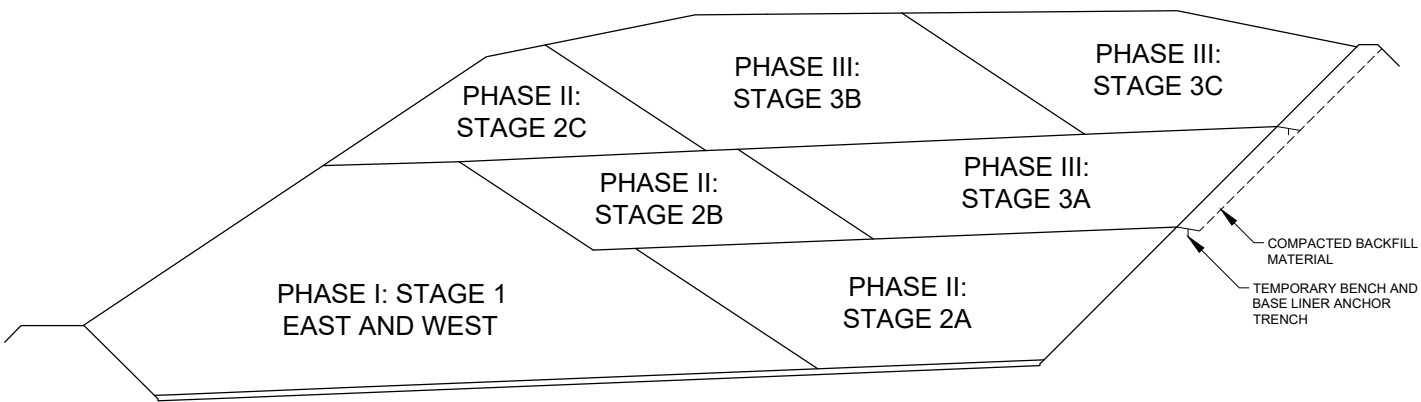 PHASE III:
STAGE 3C
PHASE III:
STAGE 3B
PHASE II:
STAGE 2C
PHASE III:
STAGE 3A
PHASE II:
STAGE 2B
COMPACTED BACKFILL
MATERIAL
PHASE II:
STAGE 2A
TEMPORARY BENCH AND
BASE LINER ANCHOR
TRENCH
PHASE I: STAGE 1
EAST AND WEST